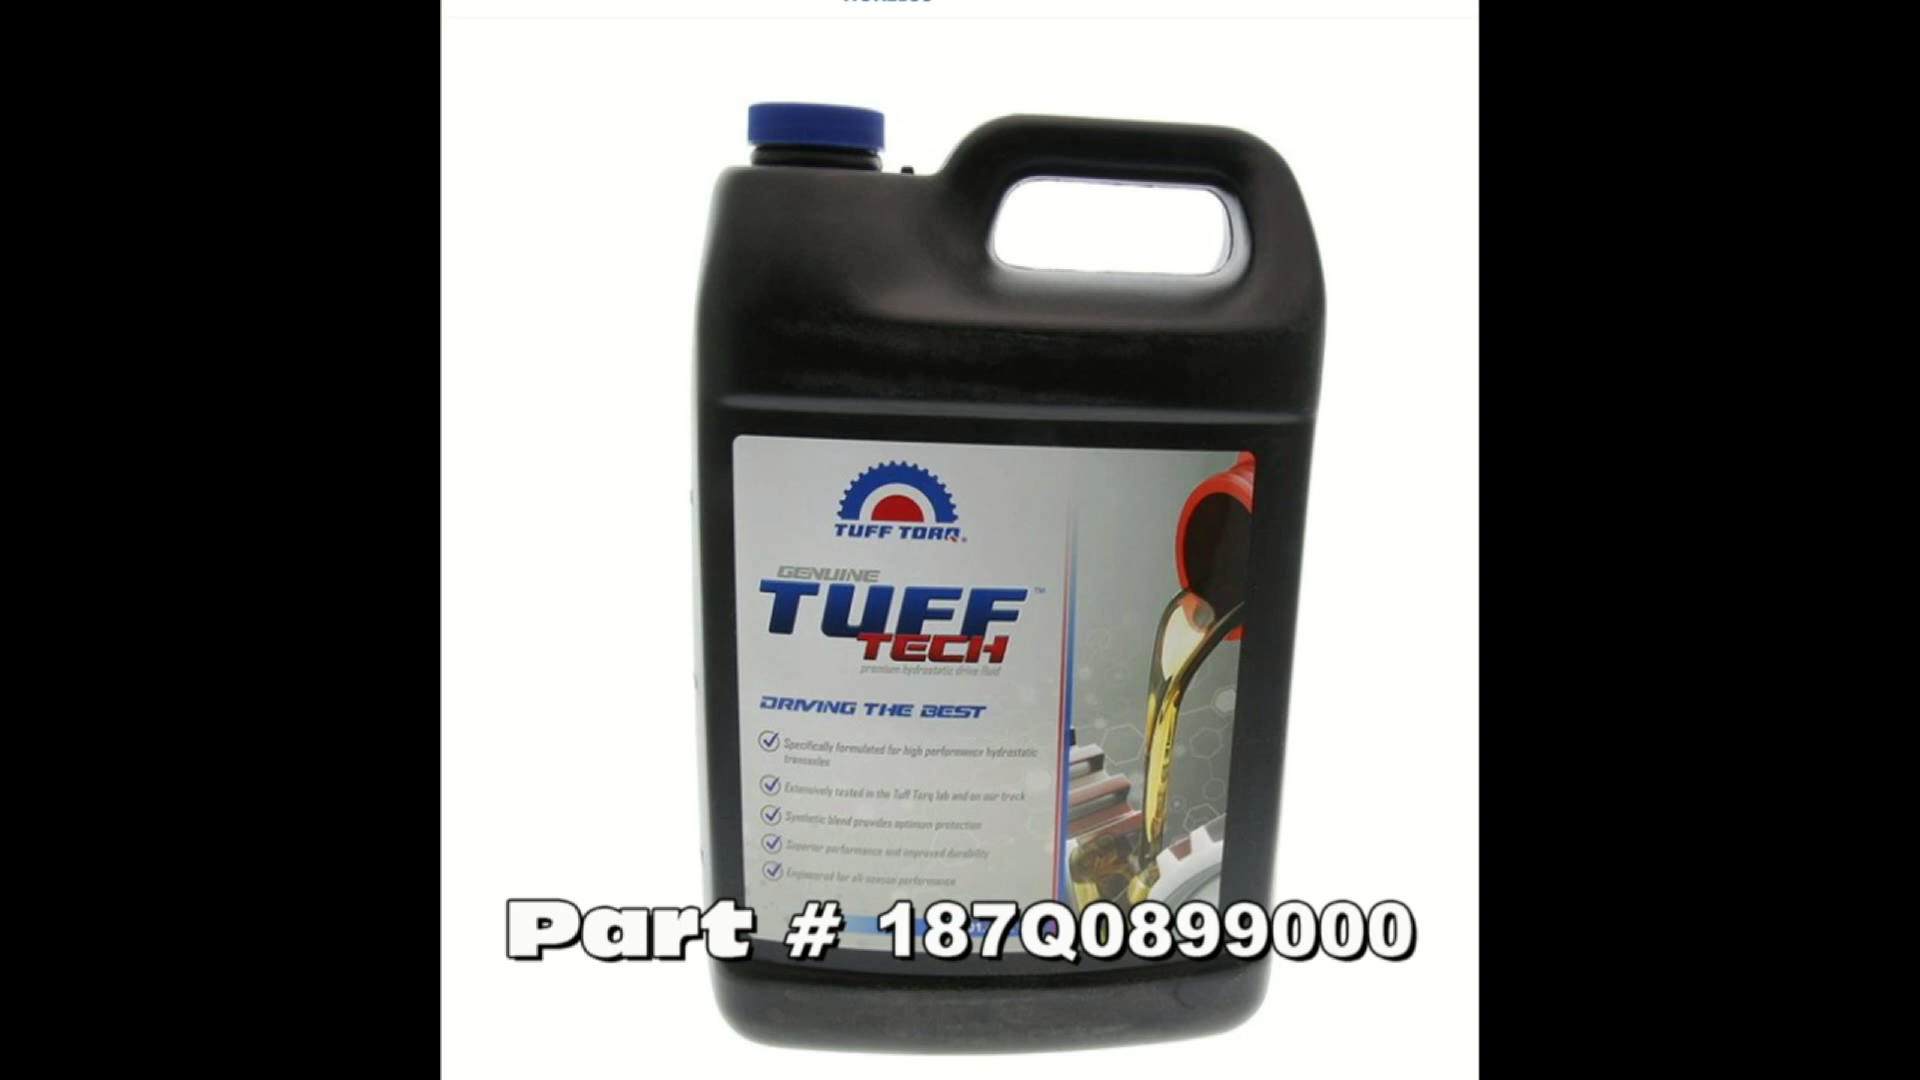 TUFF TORQ®
GENUINE
TUFF™
TECH
premium hydrostatic drive fluid
DRIVING THE BEST
Specifically formulated for high performance hydrostatic
transaxles
Extensively tested in the Tuff Torq lab and on our track
Synthetic blend provides optimum protection
Superior performance and improved durability
Engineered for all-season performance
Part # 187Q0899000